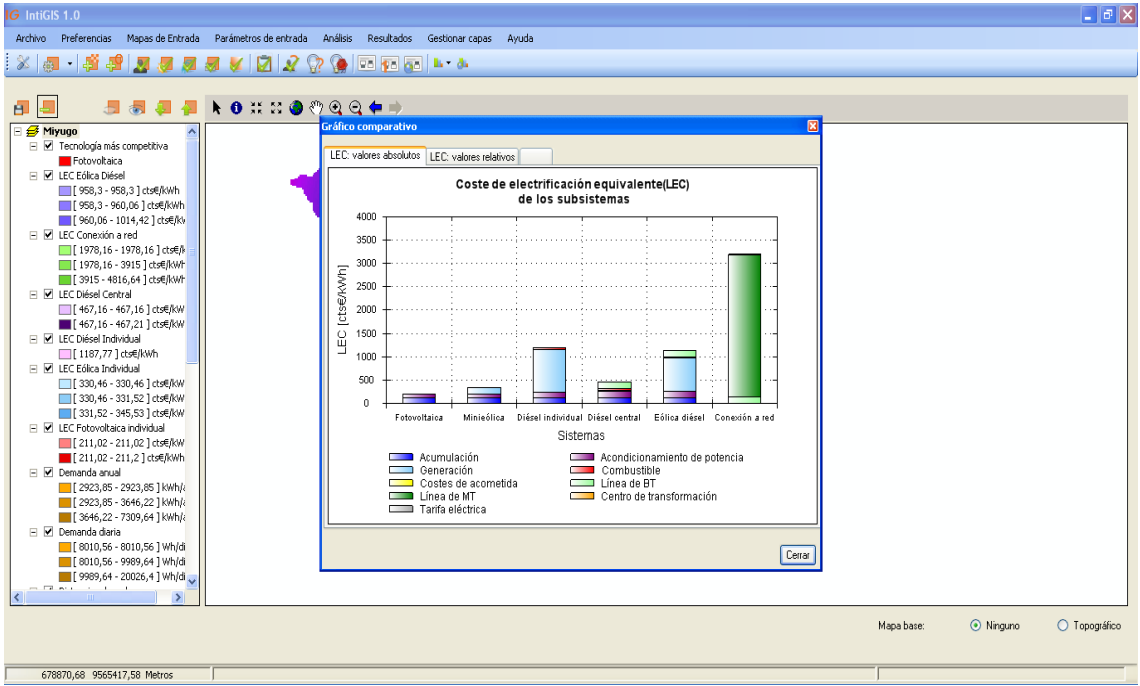 IG IntiGIS 1.0
Archivo Preferencias Mapas de Entrada Parámetros de entrada Análisis Resultados Gestionar capas Ayuda
Miyugo
Tecnología más competitiva
Fotovoltaica
LEC Eólica Diésel
[ 958,3 - 958,3 ] cts€/kWh
[ 958,3 - 960,06 ] cts€/kWh
[ 960,06 - 1014,42 ] cts€/kW
LEC Conexión a red
[ 1978,16 - 1978,16 ] cts€/k
[ 1978,16 - 3915 ] cts€/kWh
[ 3915 - 4816,64 ] cts€/kWh
LEC Diésel Central
[ 467,16 - 467,16 ] cts€/kW
[ 467,16 - 467,21 ] cts€/kW
LEC Diésel Individual
[ 1187,77 ] cts€/kWh
LEC Eólica Individual
[ 330,46 - 330,46 ] cts€/kW
[ 330,46 - 331,52 ] cts€/kW
[ 331,52 - 345,53 ] cts€/kW
LEC Fotovoltaica individual
[ 211,02 - 211,02 ] cts€/kW
[ 211,02 - 211,2 ] cts€/kWh
Demanda anual
[ 2923,85 - 2923,85 ] kWh/
[ 2923,85 - 3646,22 ] kWh/
[ 3646,22 - 7309,64 ] kWh/
Demanda diaria
[ 8010,56 - 8010,56 ] Wh/di
[ 8010,56 - 9989,64 ] Wh/di
[ 9989,64 - 20026,4 ] Wh/di
Gráfico comparativo
LEC: valores absolutos LEC: valores relativos
Coste de electrificación equivalente(LEC)
de los subsistemas
LEC [cts€/kWh]
4000
3500
3000
2500
2000
1500
1000
500
0
Fotovoltaica Minieólica Diésel individual Diésel central Eólica diésel Conexión a red
Sistemas
Acumulación Acondicionamiento de potencia
Generación Combustible
Costes de acometida Línea de BT
Línea de MT Centro de transformación
Tarifa eléctrica
Cerrar
Mapa base: Ninguno Topográfico
678870,68 9565417,58 Metros